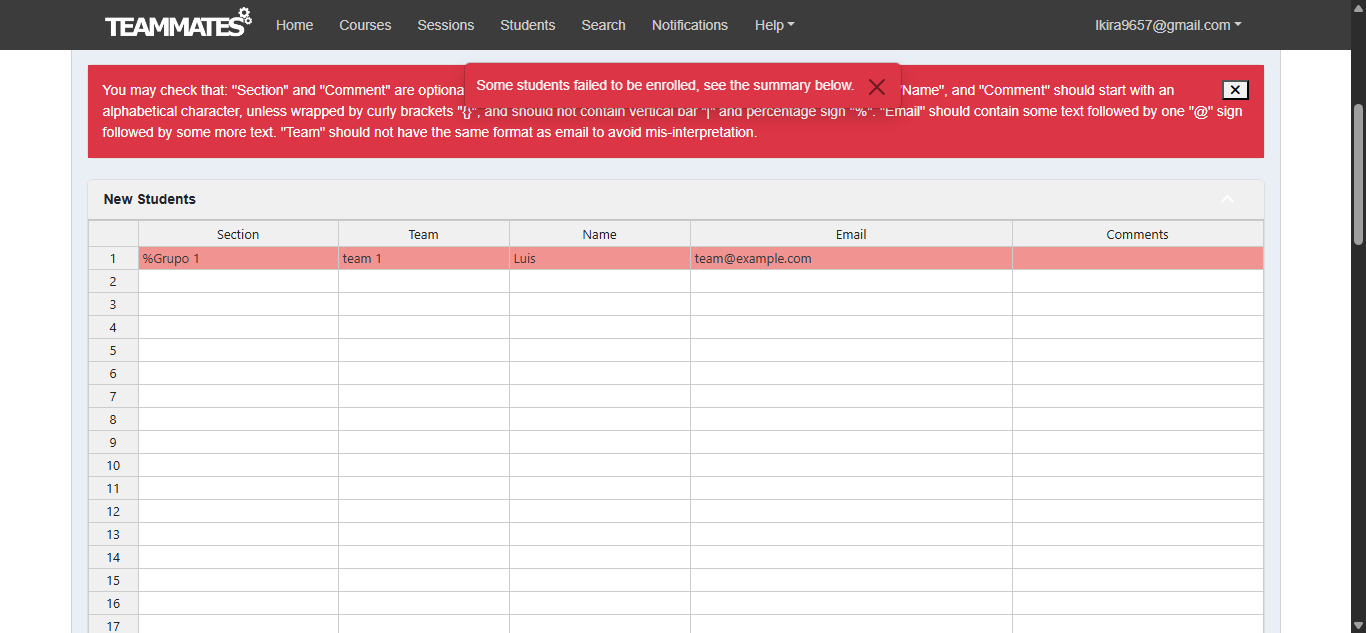 TEAMMATES Home Courses Sessions Students Search Notifications Help lkira9657@gmail.com
Some students failed to be enrolled, see the summary below.
You may check that: "Section" and "Comment" are optiona "Name", and "Comment" should start with an
alphabetical character, unless wrapped by curly brackets "{}", and should not contain vertical bar "|" and percentage sign "%". "Email" should contain some text followed by one "@" sign
followed by some more text. "Team" should not have the same format as email to avoid mis-interpretation.
New Students
Section Team Name Email Comments
1 %Grupo 1 team 1 Luis team@example.com
2
3
4
5
6
7
8
9
10
11
12
13
14
15
16
17